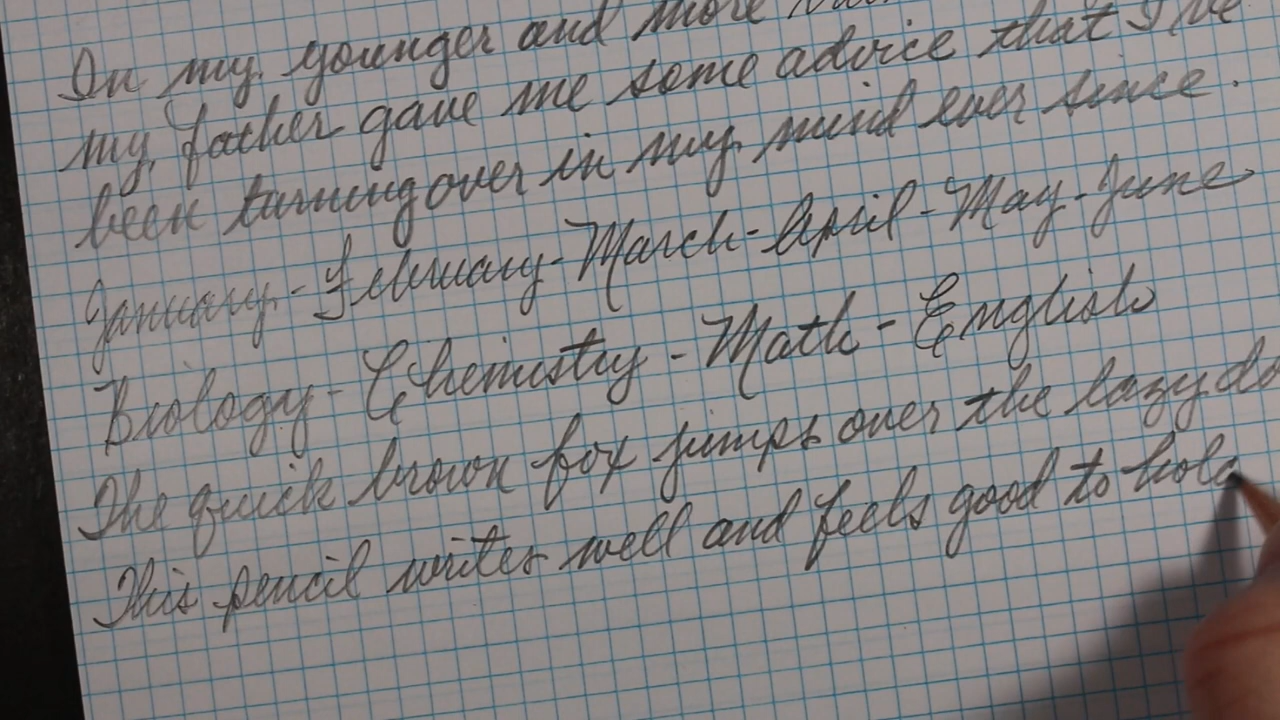 In my younger and more
my father gave me some advice that I've
been turning over in my mind ever since.
January - February - March - April - May - June
Biology - Chemistry - Math - English
The quick brown fox jumps over the lazy do
This pencil writes well and feels good to hol